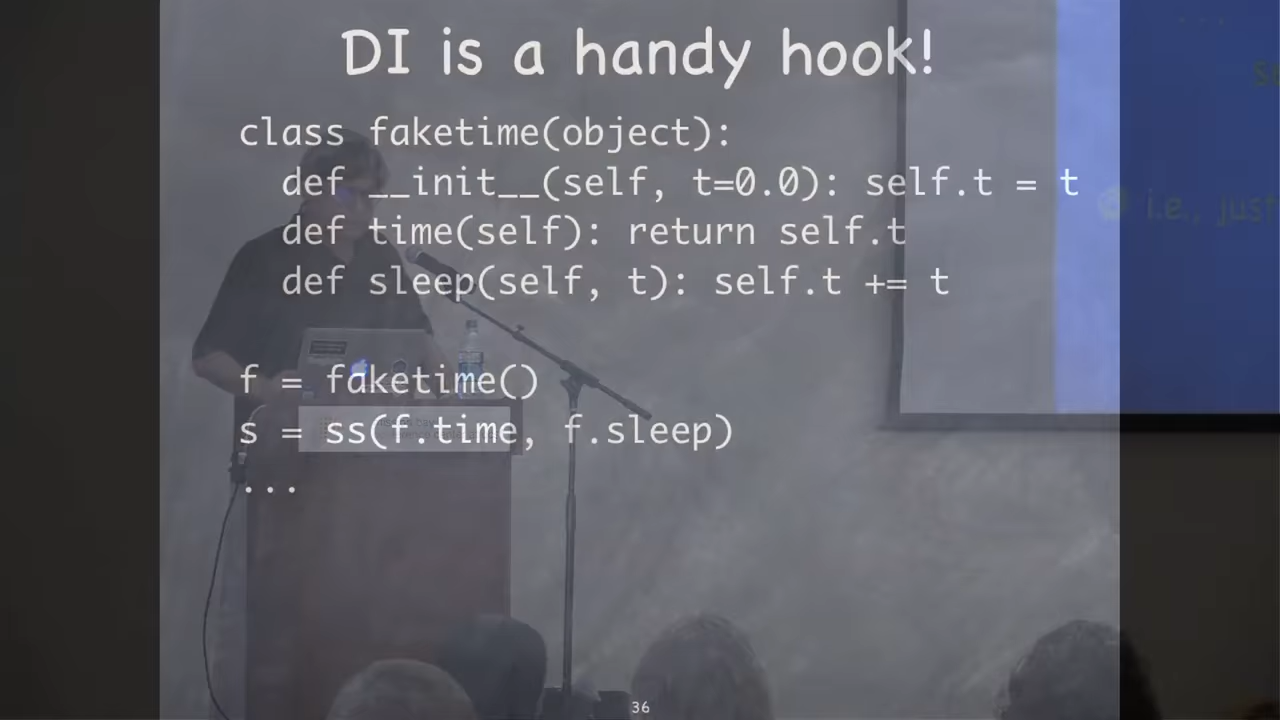 DI is a handy hook!
class faketime(object):
def __init__(self, t=0.0): self.t = t
def time(self): return self.t
def sleep(self, t): self.t += t
f = faketime()
s = ss(f.time, f.sleep)
...
i.e., just
36